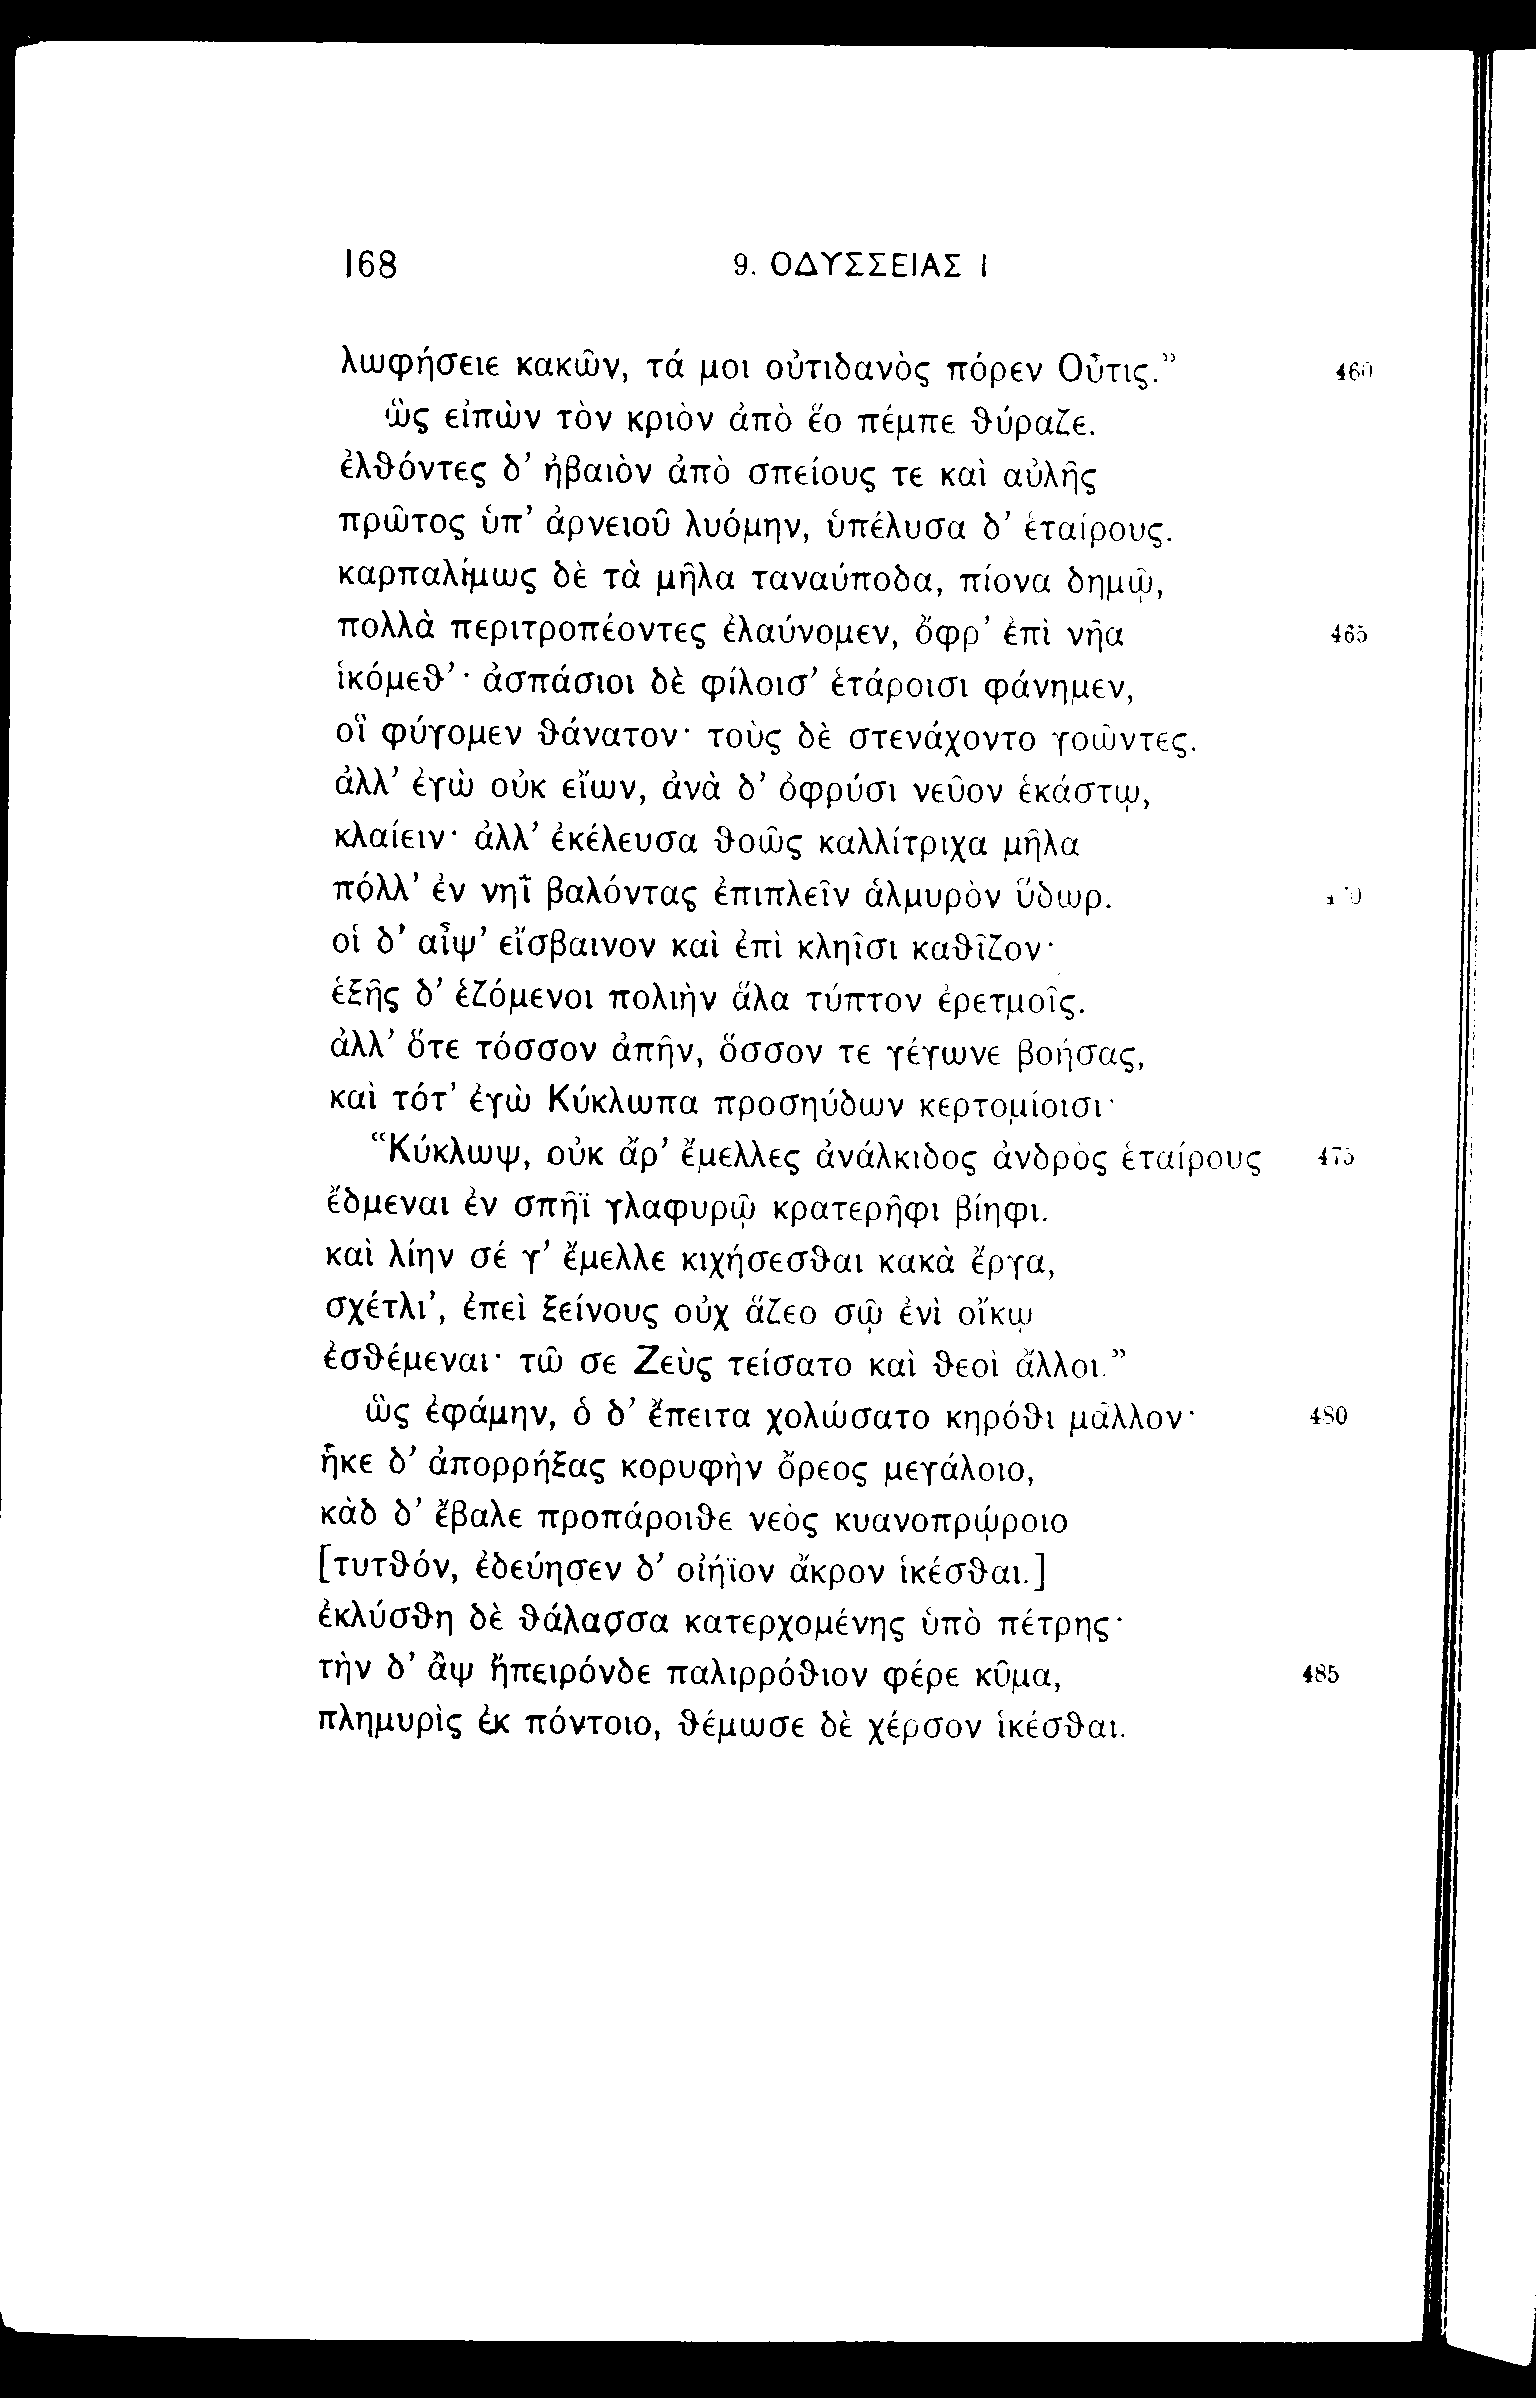 168 9. ΟΔΥΣΣΕΙΑΣ Ι
λωφήσειε κακῶν, τά μοι οὐτιδανὸς πόρεν Οὖτις.” 460
ὣς εἰπὼν τὸν κριὸν ἀπὸ ἕο πέμπε θύραζε.
ἐλθόντες δ’ ἠβαιὸν ἀπὸ σπείους τε καὶ αὐλῆς
πρῶτος ὑπ’ ἀρνειοῦ λυόμην, ὑπέλυσα δ’ ἑταίρους.
καρπαλίμως δὲ τὰ μῆλα ταναύποδα, πίονα δημῷ,
πολλὰ περιτροπέοντες ἐλαύνομεν, ὄφρ’ ἐπὶ νῆα 465
ἱκόμεθ’· ἀσπάσιοι δὲ φίλοισ’ ἑτάροισι φάνημεν,
οἳ φύγομεν θάνατον· τοὺς δὲ στενάχοντο γοῶντες.
ἀλλ’ ἐγὼ οὐκ εἴων, ἀνὰ δ’ ὀφρύσι νεῦον ἑκάστῳ,
κλαίειν· ἀλλ’ ἐκέλευσα θοῶς καλλίτριχα μῆλα
πόλλ’ ἐν νηῒ βαλόντας ἐπιπλεῖν ἁλμυρὸν ὕδωρ.
οἱ δ’ αἶψ’ εἴσβαινον καὶ ἐπὶ κληῖσι καθῖζον·
ἑξῆς δ’ ἑζόμενοι πολιὴν ἅλα τύπτον ἐρετμοῖς.
ἀλλ’ ὅτε τόσσον ἀπῆν, ὅσσον τε γέγωνε βοήσας,
καὶ τότ’ ἐγὼ Κύκλωπα προσηύδων κερτομίοισι·
“Κύκλωψ, οὐκ ἄρ’ ἔμελλες ἀνάλκιδος ἀνδρὸς ἑταίρους 475
ἔδμεναι ἐν σπῆϊ γλαφυρῷ κρατερῆφι βίηφι.
καὶ λίην σέ γ’ ἔμελλε κιχήσεσθαι κακὰ ἔργα,
σχέτλι’, ἐπεὶ ξείνους οὐχ ἅζεο σῷ ἐνὶ οἴκῳ
ἐσθέμεναι· τῶ σε Ζεὺς τείσατο καὶ θεοὶ ἄλλοι.”
ὣς ἐφάμην, ὁ δ’ ἔπειτα χολώσατο κηρόθι μᾶλλον· 480
ἧκε δ’ ἀπορρήξας κορυφὴν ὄρεος μεγάλοιο,
κὰδ δ’ ἔβαλε προπάροιθε νεὸς κυανοπρῴροιο
[τυτθόν, ἐδεύησεν δ’ οἰήϊον ἄκρον ἱκέσθαι.]
ἐκλύσθη δὲ θάλασσα κατερχομένης ὑπὸ πέτρης·
τὴν δ’ ἂψ ἤπειρόνδε παλιρρόθιον φέρε κῦμα, 485
πλημυρὶς ἐκ πόντοιο, θέμωσε δὲ χέρσον ἱκέσθαι.